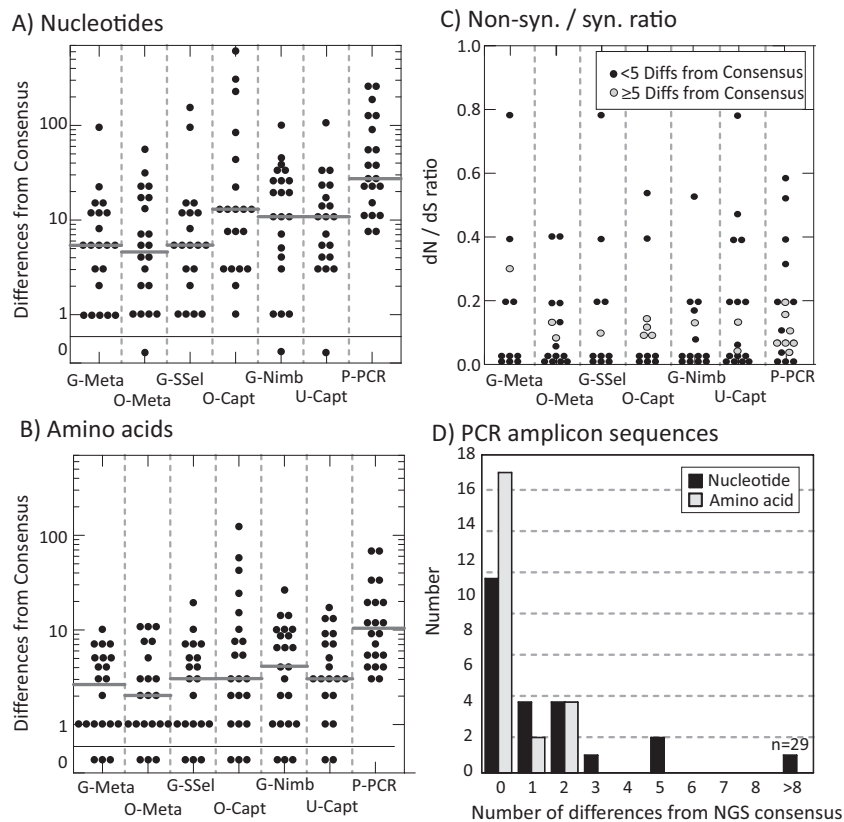 A) Nucleotides
Differences from Consensus
100
10
1
0
G-Meta
O-Meta
G-SSel
O-Capt
G-Nimb
U-Capt
P-PCR
B) Amino acids
Differences from Consensus
100
10
1
0
G-Meta
O-Meta
G-SSel
O-Capt
G-Nimb
U-Capt
P-PCR
C) Non-syn. / syn. ratio
<5 Diffs from Consensus
≥5 Diffs from Consensus
dN / dS ratio
1.0
0.8
0.6
0.4
0.2
0.0
G-Meta
O-Meta
G-SSel
O-Capt
G-Nimb
U-Capt
P-PCR
D) PCR amplicon sequences
Nucleotide
Amino acid
Number
18
16
14
12
10
8
6
4
2
0
n=29
0 1 2 3 4 5 6 7 8 >8
Number of differences from NGS consensus